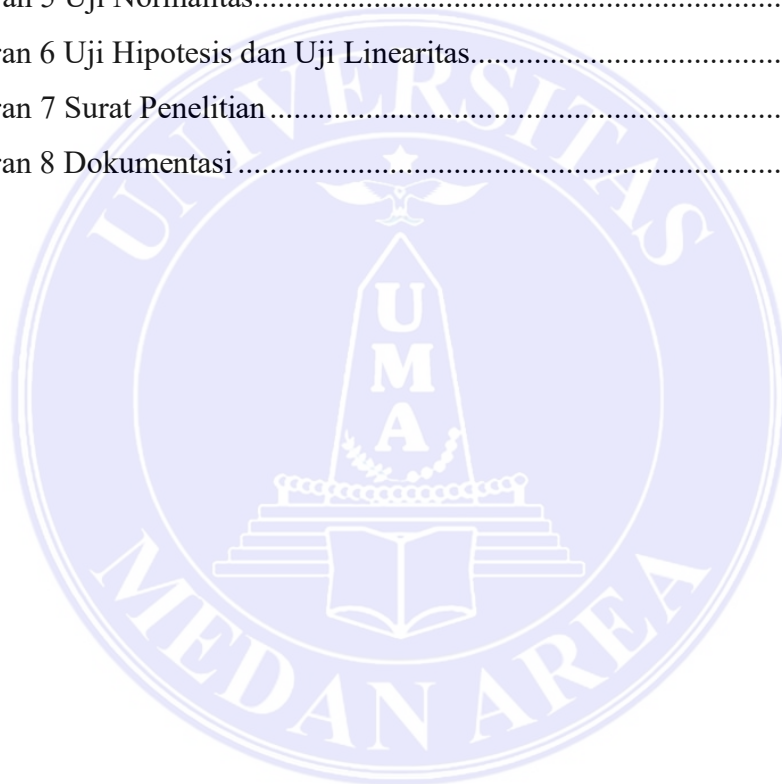 ran 5 Uji Normalitas....................................................................
ran 6 Uji Hipotesis dan Uji Linearitas.......................................
ran 7 Surat Penelitian................................................................
ran 8 Dokumentasi....................................................................
UNIVERSITAS
U
M
A
MEDAN AREA